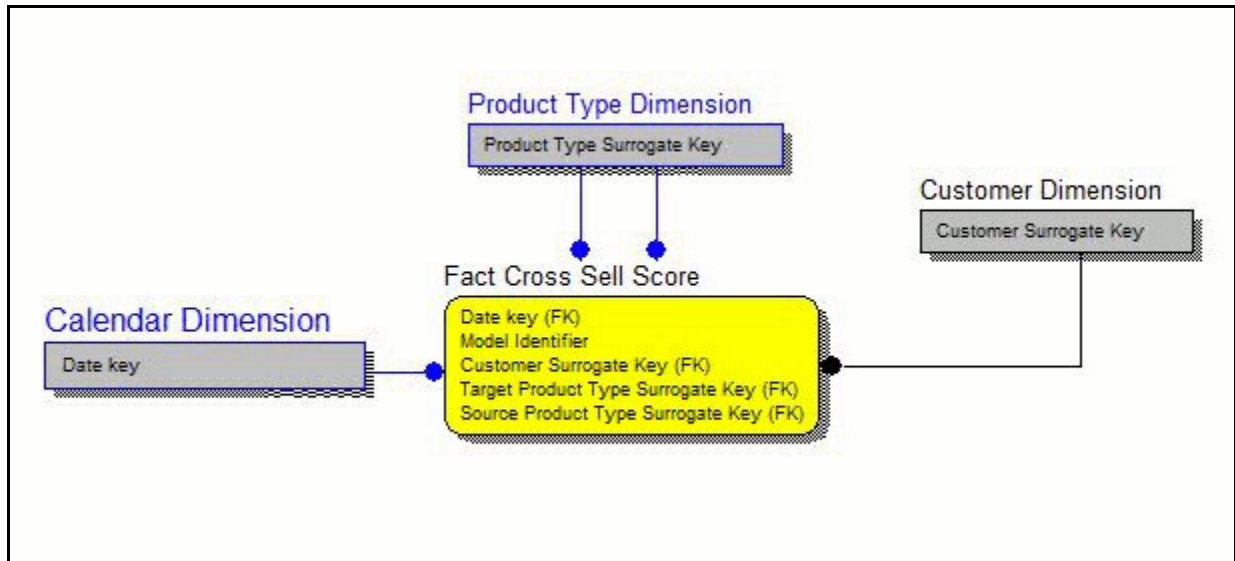 Product Type Dimension
Product Type Surrogate Key
Customer Dimension
Customer Surrogate Key
Fact Cross Sell Score
Date key (FK)
Model Identifier
Customer Surrogate Key (FK)
Target Product Type Surrogate Key (FK)
Source Product Type Surrogate Key (FK)
Calendar Dimension
Date key